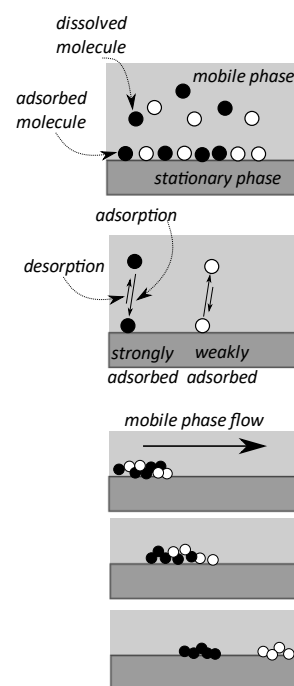 dissolved
molecule
mobile phase
adsorbed
molecule
stationary phase
adsorption
desorption
strongly weakly
adsorbed adsorbed
mobile phase flow